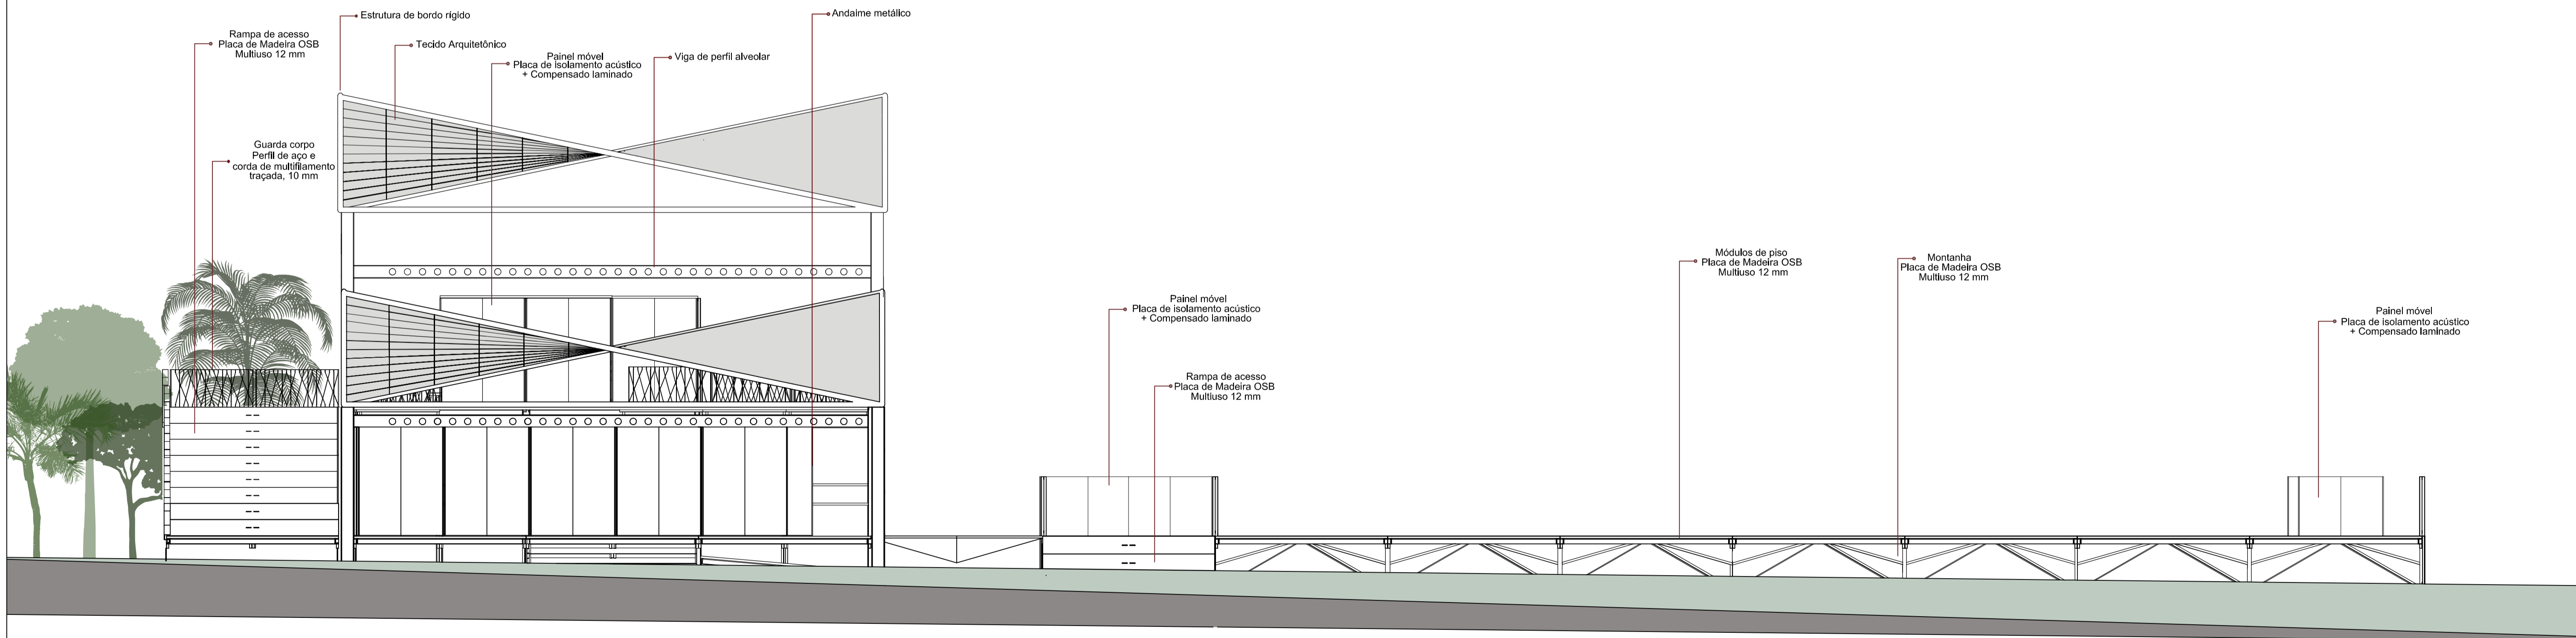 Estrutura de bordo rígido
Andaime metálico
Rampa de acesso
Placa de Madeira OSB
Multiuso 12 mm
Tecido Arquitetônico
Painel móvel
Placa de isolamento acústico
+ Compensado laminado
Viga de perfil alveolar
Guarda corpo
Perfil de aço e
corda de multifilamento
traçada, 10 mm
Módulos de piso
Placa de Madeira OSB
Multiuso 12 mm
Montanha
Placa de Madeira OSB
Multiuso 12 mm
Painel móvel
Placa de isolamento acústico
+ Compensado laminado
Painel móvel
Placa de isolamento acústico
+ Compensado laminado
Rampa de acesso
Placa de Madeira OSB
Multiuso 12 mm